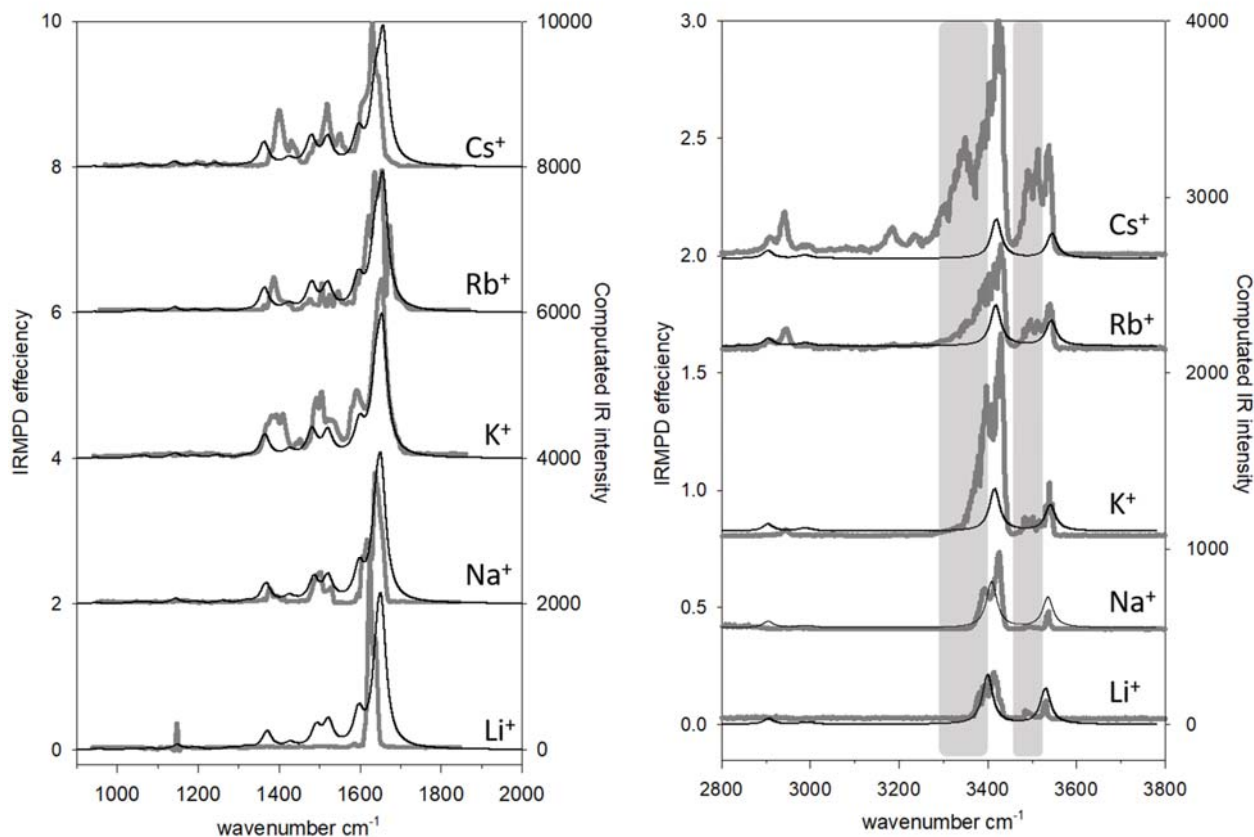 10
8
6
4
2
0
IRMPD effeciency
10000
8000
6000
4000
2000
0
Computated IR intensity
Cs+
Rb+
K+
Na+
Li+
1000 1200 1400 1600 1800 2000
wavenumber cm-1
3.0
2.5
2.0
1.5
1.0
0.5
0.0
IRMPD effeciency
4000
3000
2000
1000
0
Computated IR intensity
Cs+
Rb+
K+
Na+
Li+
2800 3000 3200 3400 3600 3800
wavenumber cm-1